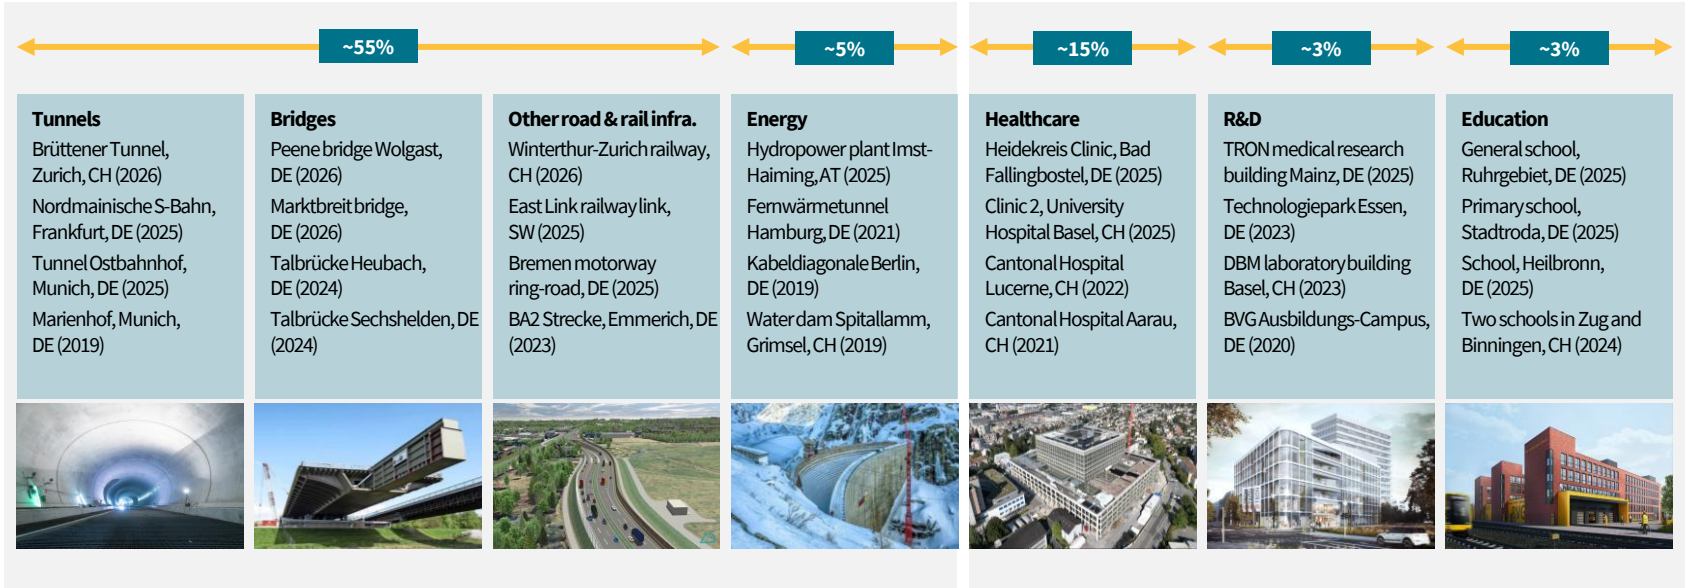 ~55%
~5%
~15%
~3%
~3%
Tunnels
Brüttener Tunnel,
Zurich, CH (2026)
Nordmainische S-Bahn,
Frankfurt, DE (2025)
Tunnel Ostbahnhof,
Munich, DE (2025)
Marienhof, Munich,
DE (2019)
Bridges
Peene bridge Wolgast,
DE (2026)
Marktbreit bridge,
DE (2026)
Talbrücke Heubach,
DE (2024)
Talbrücke Sechshelden, DE
(2024)
Other road & rail infra.
Winterthur-Zurich railway,
CH (2026)
East Link railway link,
SW (2025)
Bremen motorway
ring-road, DE (2025)
BA2 Strecke, Emmerich, DE
(2023)
Energy
Hydropower plant Imst-
Haiming, AT (2025)
Fernwärmetunnel
Hamburg, DE (2021)
Kabeldiagonale Berlin,
DE (2019)
Water dam Spitallamm,
Grimsel, CH (2019)
Healthcare
Heidekreis Clinic, Bad
Fallingbostel, DE (2025)
Clinic 2, University
Hospital Basel, CH (2025)
Cantonal Hospital
Lucerne, CH (2022)
Cantonal Hospital Aarau,
CH (2021)
R&D
TRON medical research
building Mainz, DE (2025)
Technologiepark Essen,
DE (2023)
DBM laboratory building
Basel, CH (2023)
BVG Ausbildungs-Campus,
DE (2020)
Education
General school,
Ruhrgebiet, DE (2025)
Primary school,
Stadtroda, DE (2025)
School, Heilbronn,
DE (2025)
Two schools in Zug and
Binningen, CH (2024)